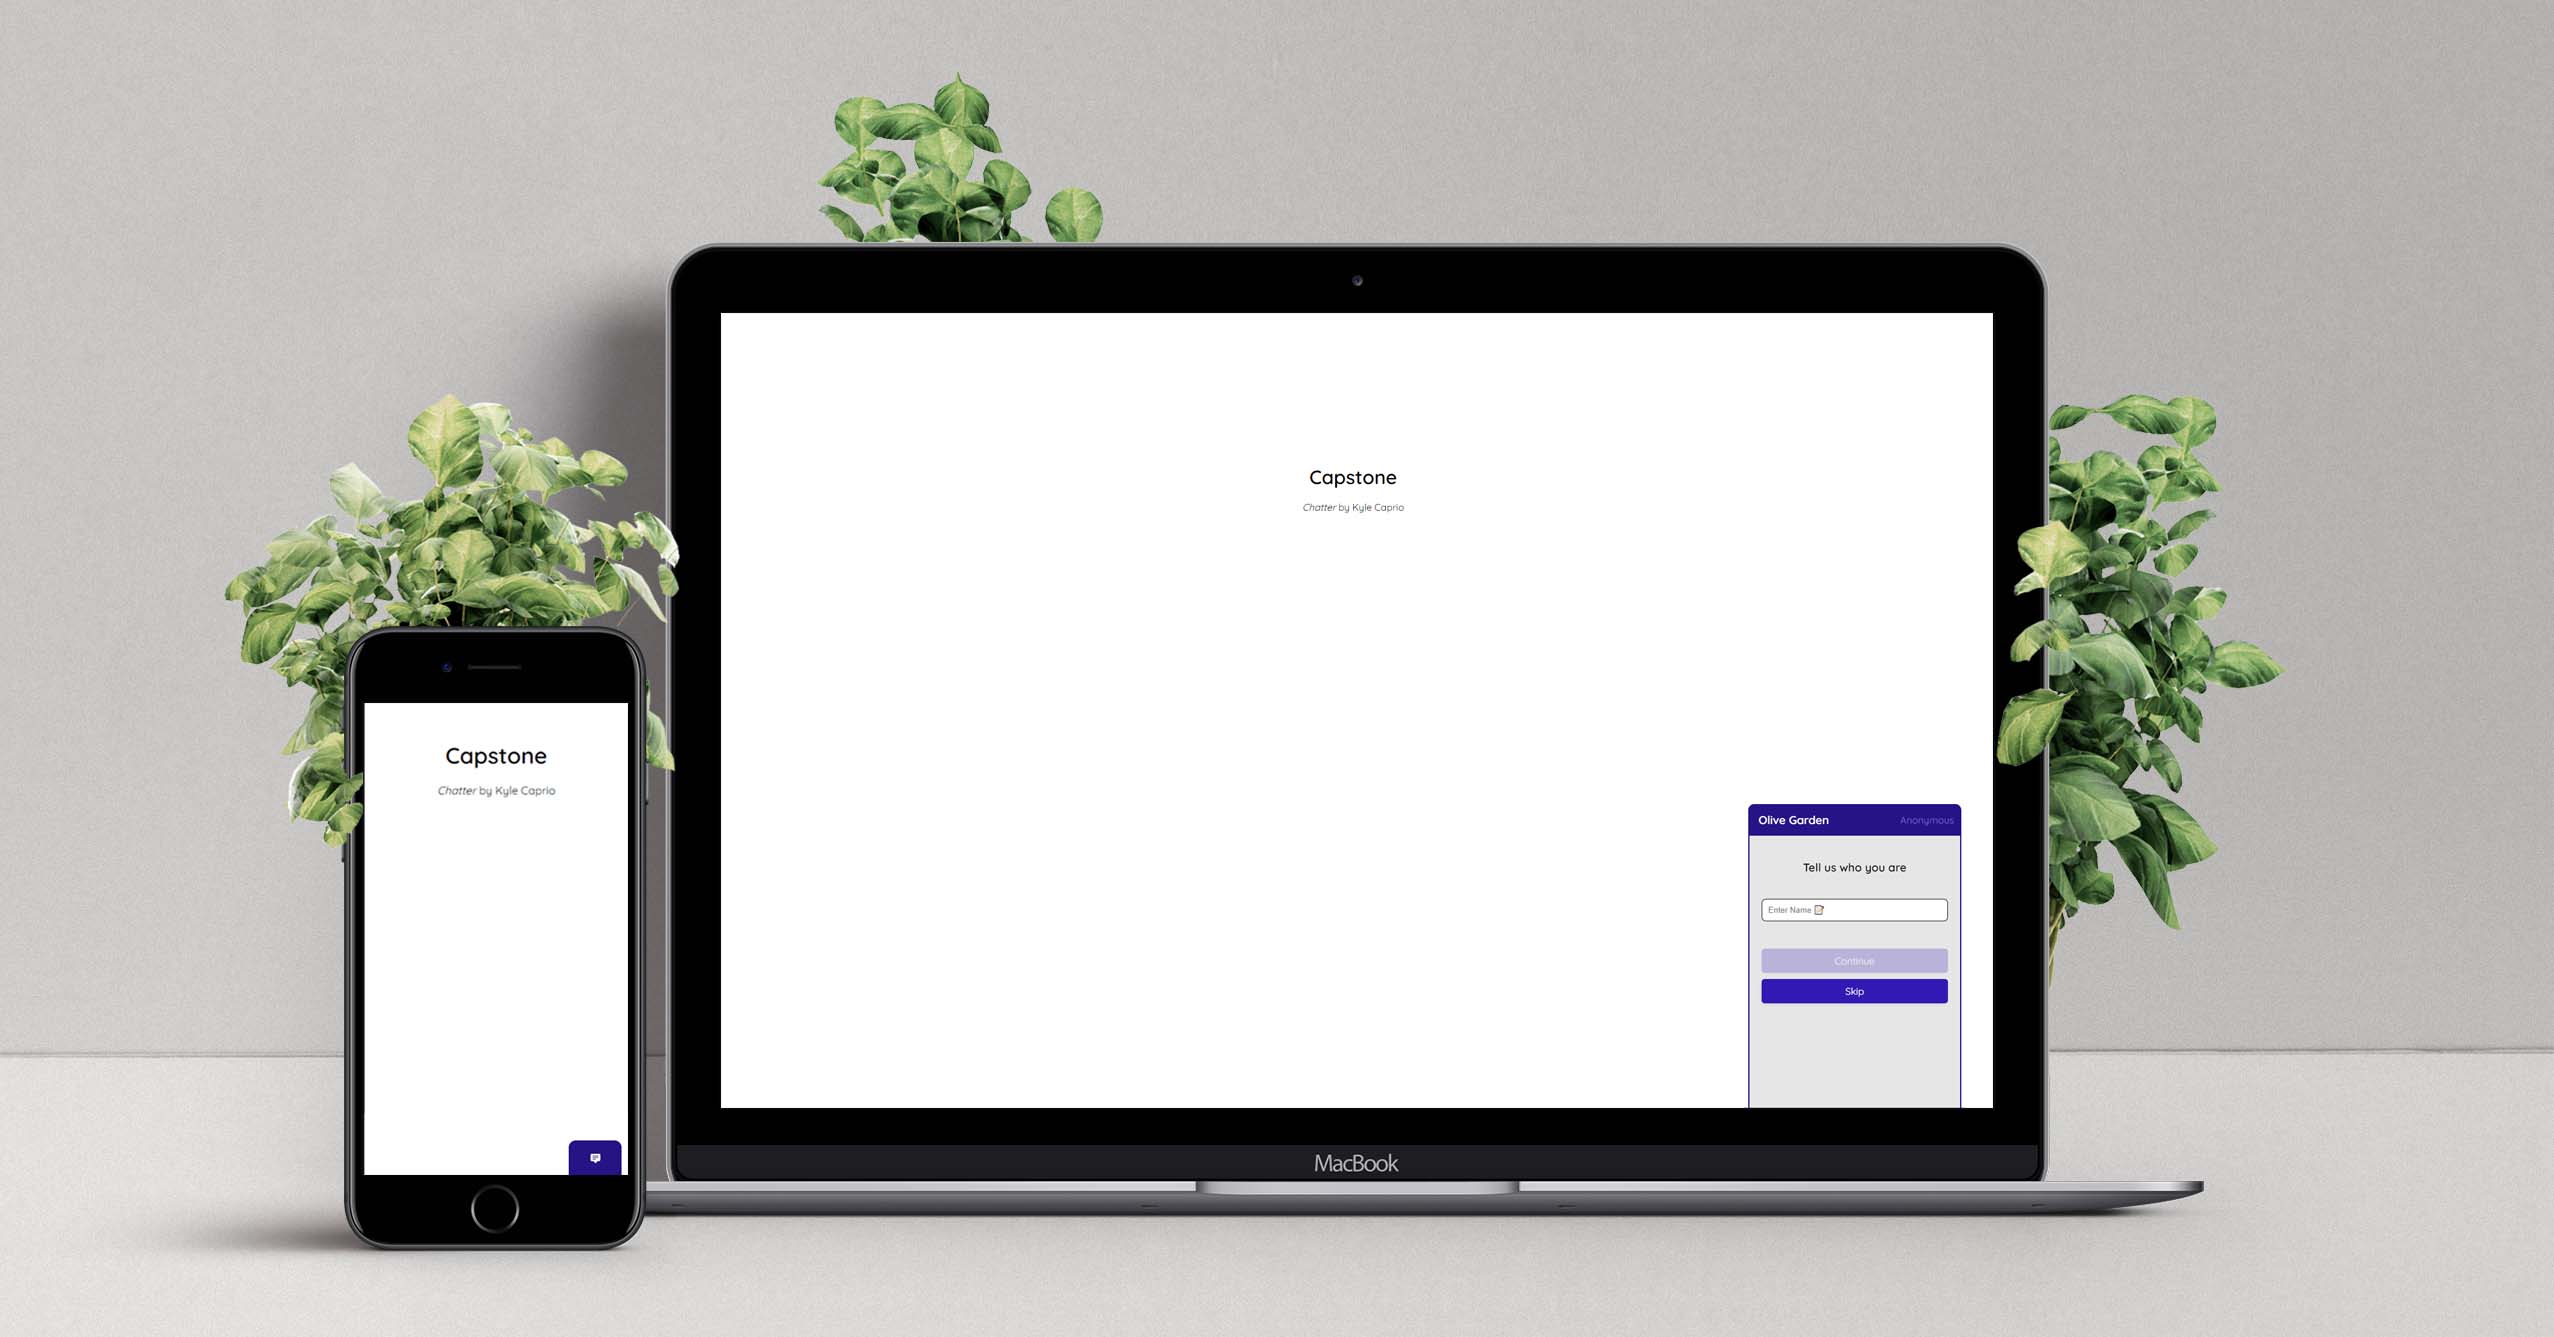 Capstone
Chatter by Kyle Caprio
Olive Garden
Anonymous
Tell us who you are
Enter Name 📝
Continue
Skip
MacBook
Capstone
Chatter by Kyle Caprio